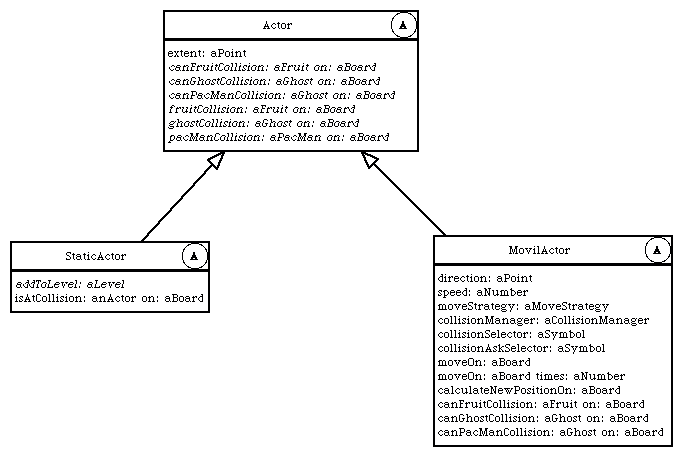 Actor
A
extent: aPoint
canFruitCollision: aFruit on: aBoard
canGhostCollision: aGhost on: aBoard
canPacManCollision: aGhost on: aBoard
fruitCollision: aFruit on: aBoard
ghostCollision: aGhost on: aBoard
pacManCollision: aPacMan on: aBoard
StaticActor
A
addToLevel: aLevel
isAtCollision: anActor on: aBoard
MovilActor
A
direction: aPoint
speed: aNumber
moveStrategy: aMoveStrategy
collisionManager: aCollisionManager
collisionSelector: aSymbol
collisionAskSelector: aSymbol
moveOn: aBoard
moveOn: aBoard times: aNumber
calculateNewPositionOn: aBoard
canFruitCollision: aFruit on: aBoard
canGhostCollision: aGhost on: aBoard
canPacManCollision: aGhost on: aBoard